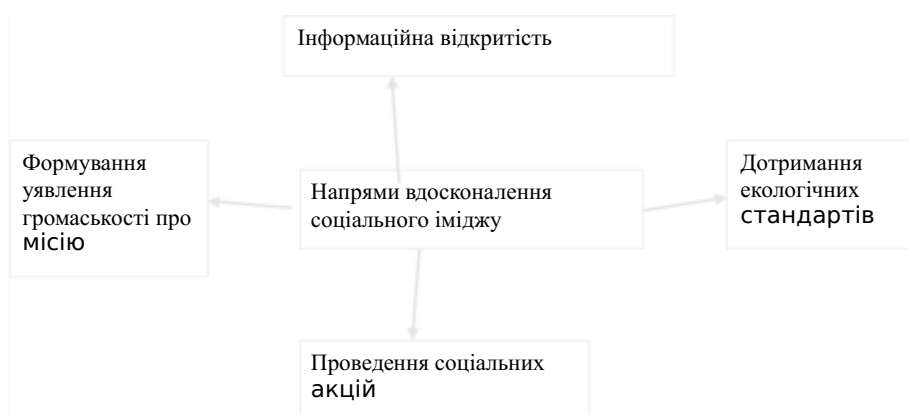 Інформаційна відкритість
Формування
уявлення
громаськості про
місію
Напрями вдосконалення
соціального іміджу
Дотримання
екологічних
стандартів
Проведення соціальних
акцій